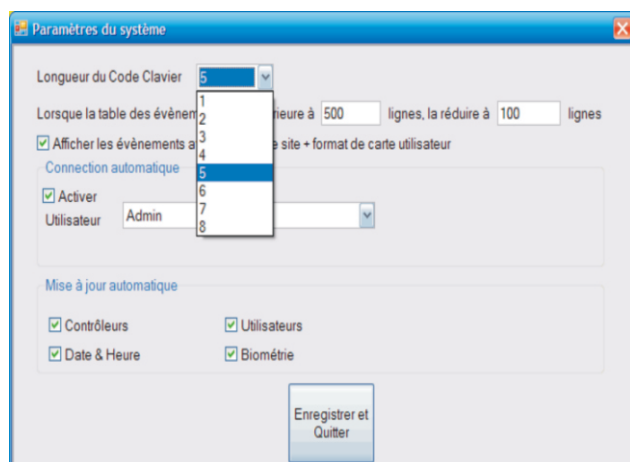 Paramètres du système
Longueur du Code Clavier 5
1
2
3
4
5
6
7
8
Lorsque la table des évènem ieure à 500 lignes, la réduire à 100 lignes
Afficher les évènements a e site + format de carte utilisateur
Connection automatique
Activer
Utilisateur Admin
Mise à jour automatique
Contrôleurs Utilisateurs
Date & Heure Biométrie
Enregistrer et
Quitter